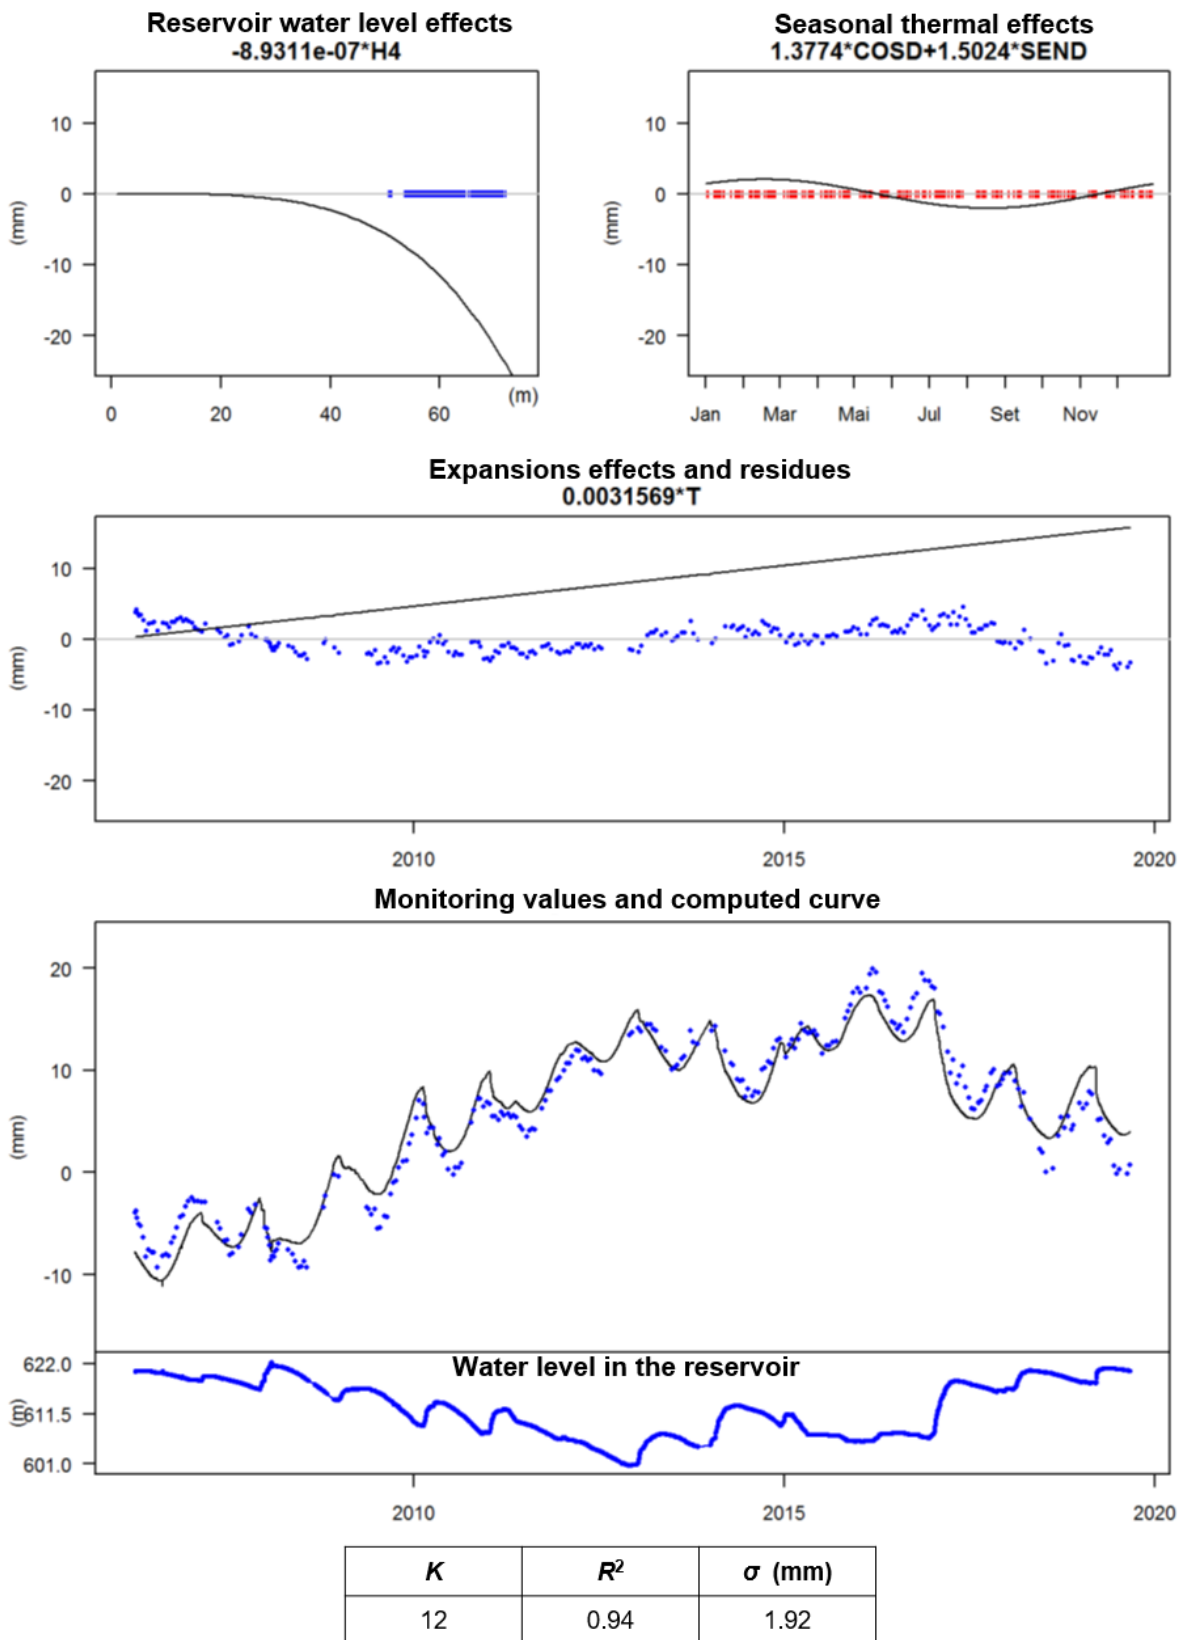 Reservoir water level effects
-8.9311e-07*H4
10
0
-10
-20
(mm)
0 20 40 60 (m)
Seasonal thermal effects
1.3774*COSD+1.5024*SEND
10
0
-10
-20
(mm)
Jan Mar Mai Jul Set Nov
Expansions effects and residues
0.0031569*T
10
0
-10
-20
(mm)
2010 2015 2020
Monitoring values and computed curve
20
10
0
-10
(mm)
Water level in the reservoir
622.0
611.5
601.0
(m)
2010 2015 2020
K R² σ (mm)
12 0.94 1.92